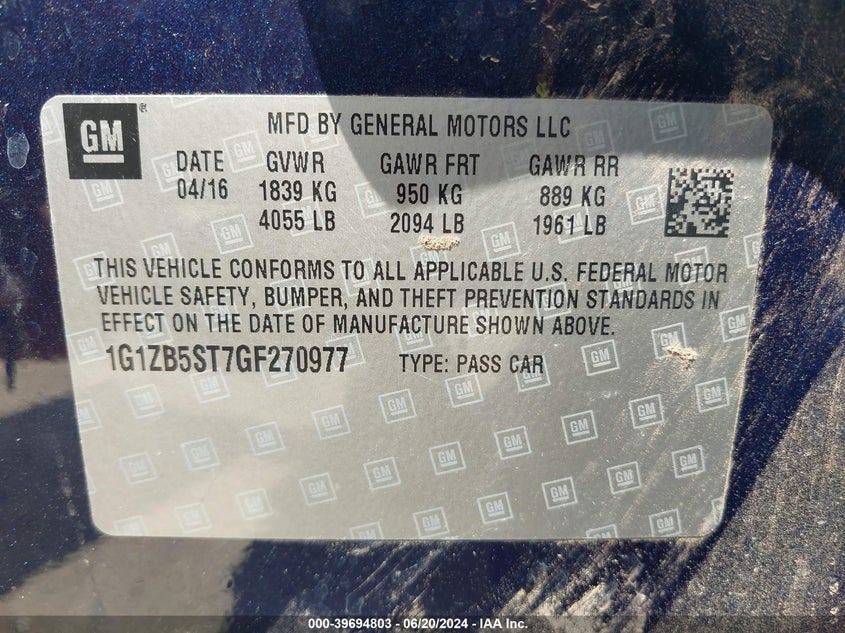 GM
MFD BY GENERAL MOTORS LLC
DATE GVWR GAWR FRT GAWR RR
04/16 1839 KG 950 KG 889 KG
4055 LB 2094 LB 1961 LB
THIS VEHICLE CONFORMS TO ALL APPLICABLE U.S. FEDERAL MOTOR
VEHICLE SAFETY, BUMPER, AND THEFT PREVENTION STANDARDS IN
EFFECT ON THE DATE OF MANUFACTURE SHOWN ABOVE.
1G1ZB5ST7GF270977 TYPE: PASS CAR
000-39694803 - 06/20/2024 - IAA Inc.